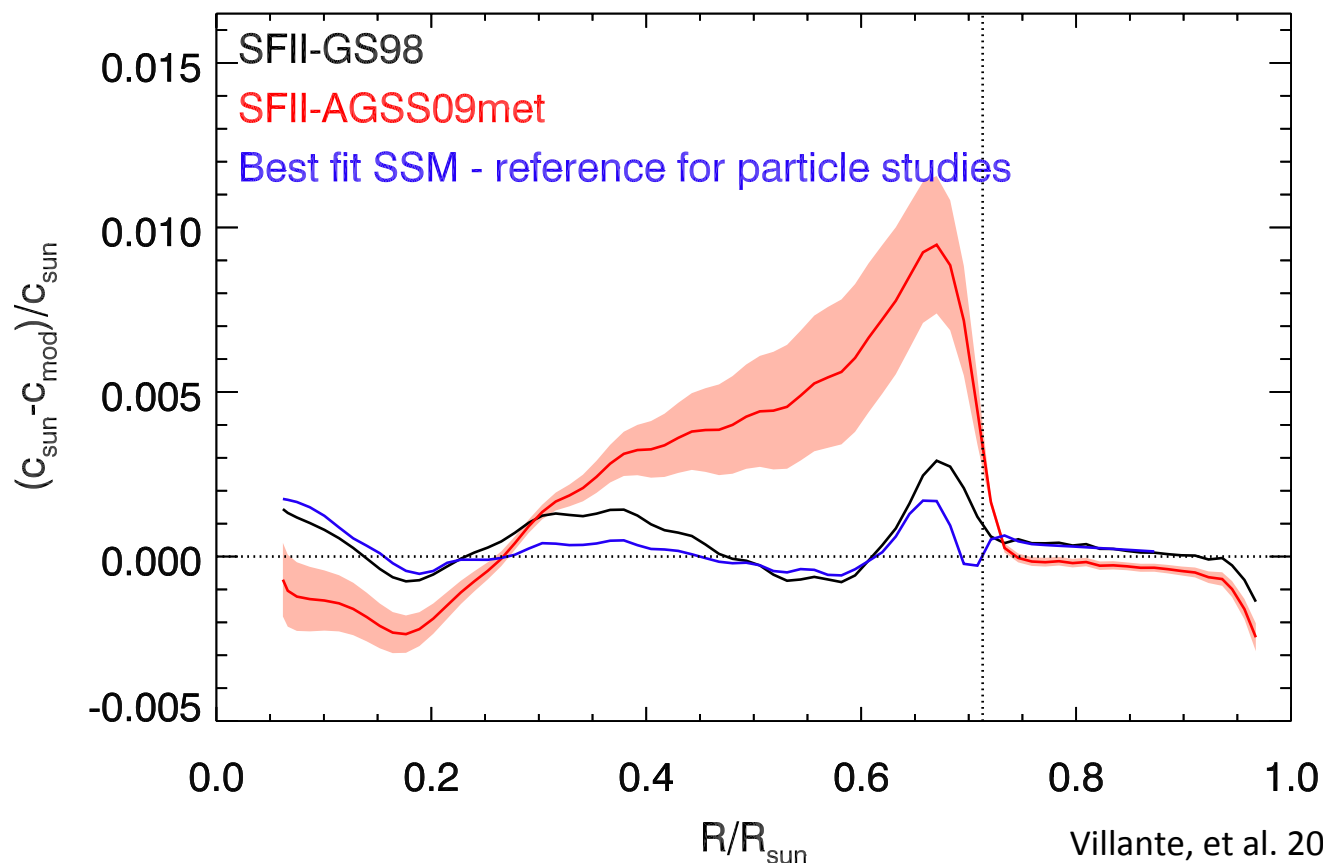 SFII-GS98
SFII-AGSS09met
Best fit SSM - reference for particle studies
0.015
0.010
0.005
0.000
-0.005
(c_sun-c_mod)/c_sun
0.0 0.2 0.4 0.6 0.8 1.0
R/R_sun
Villante, et al. 20